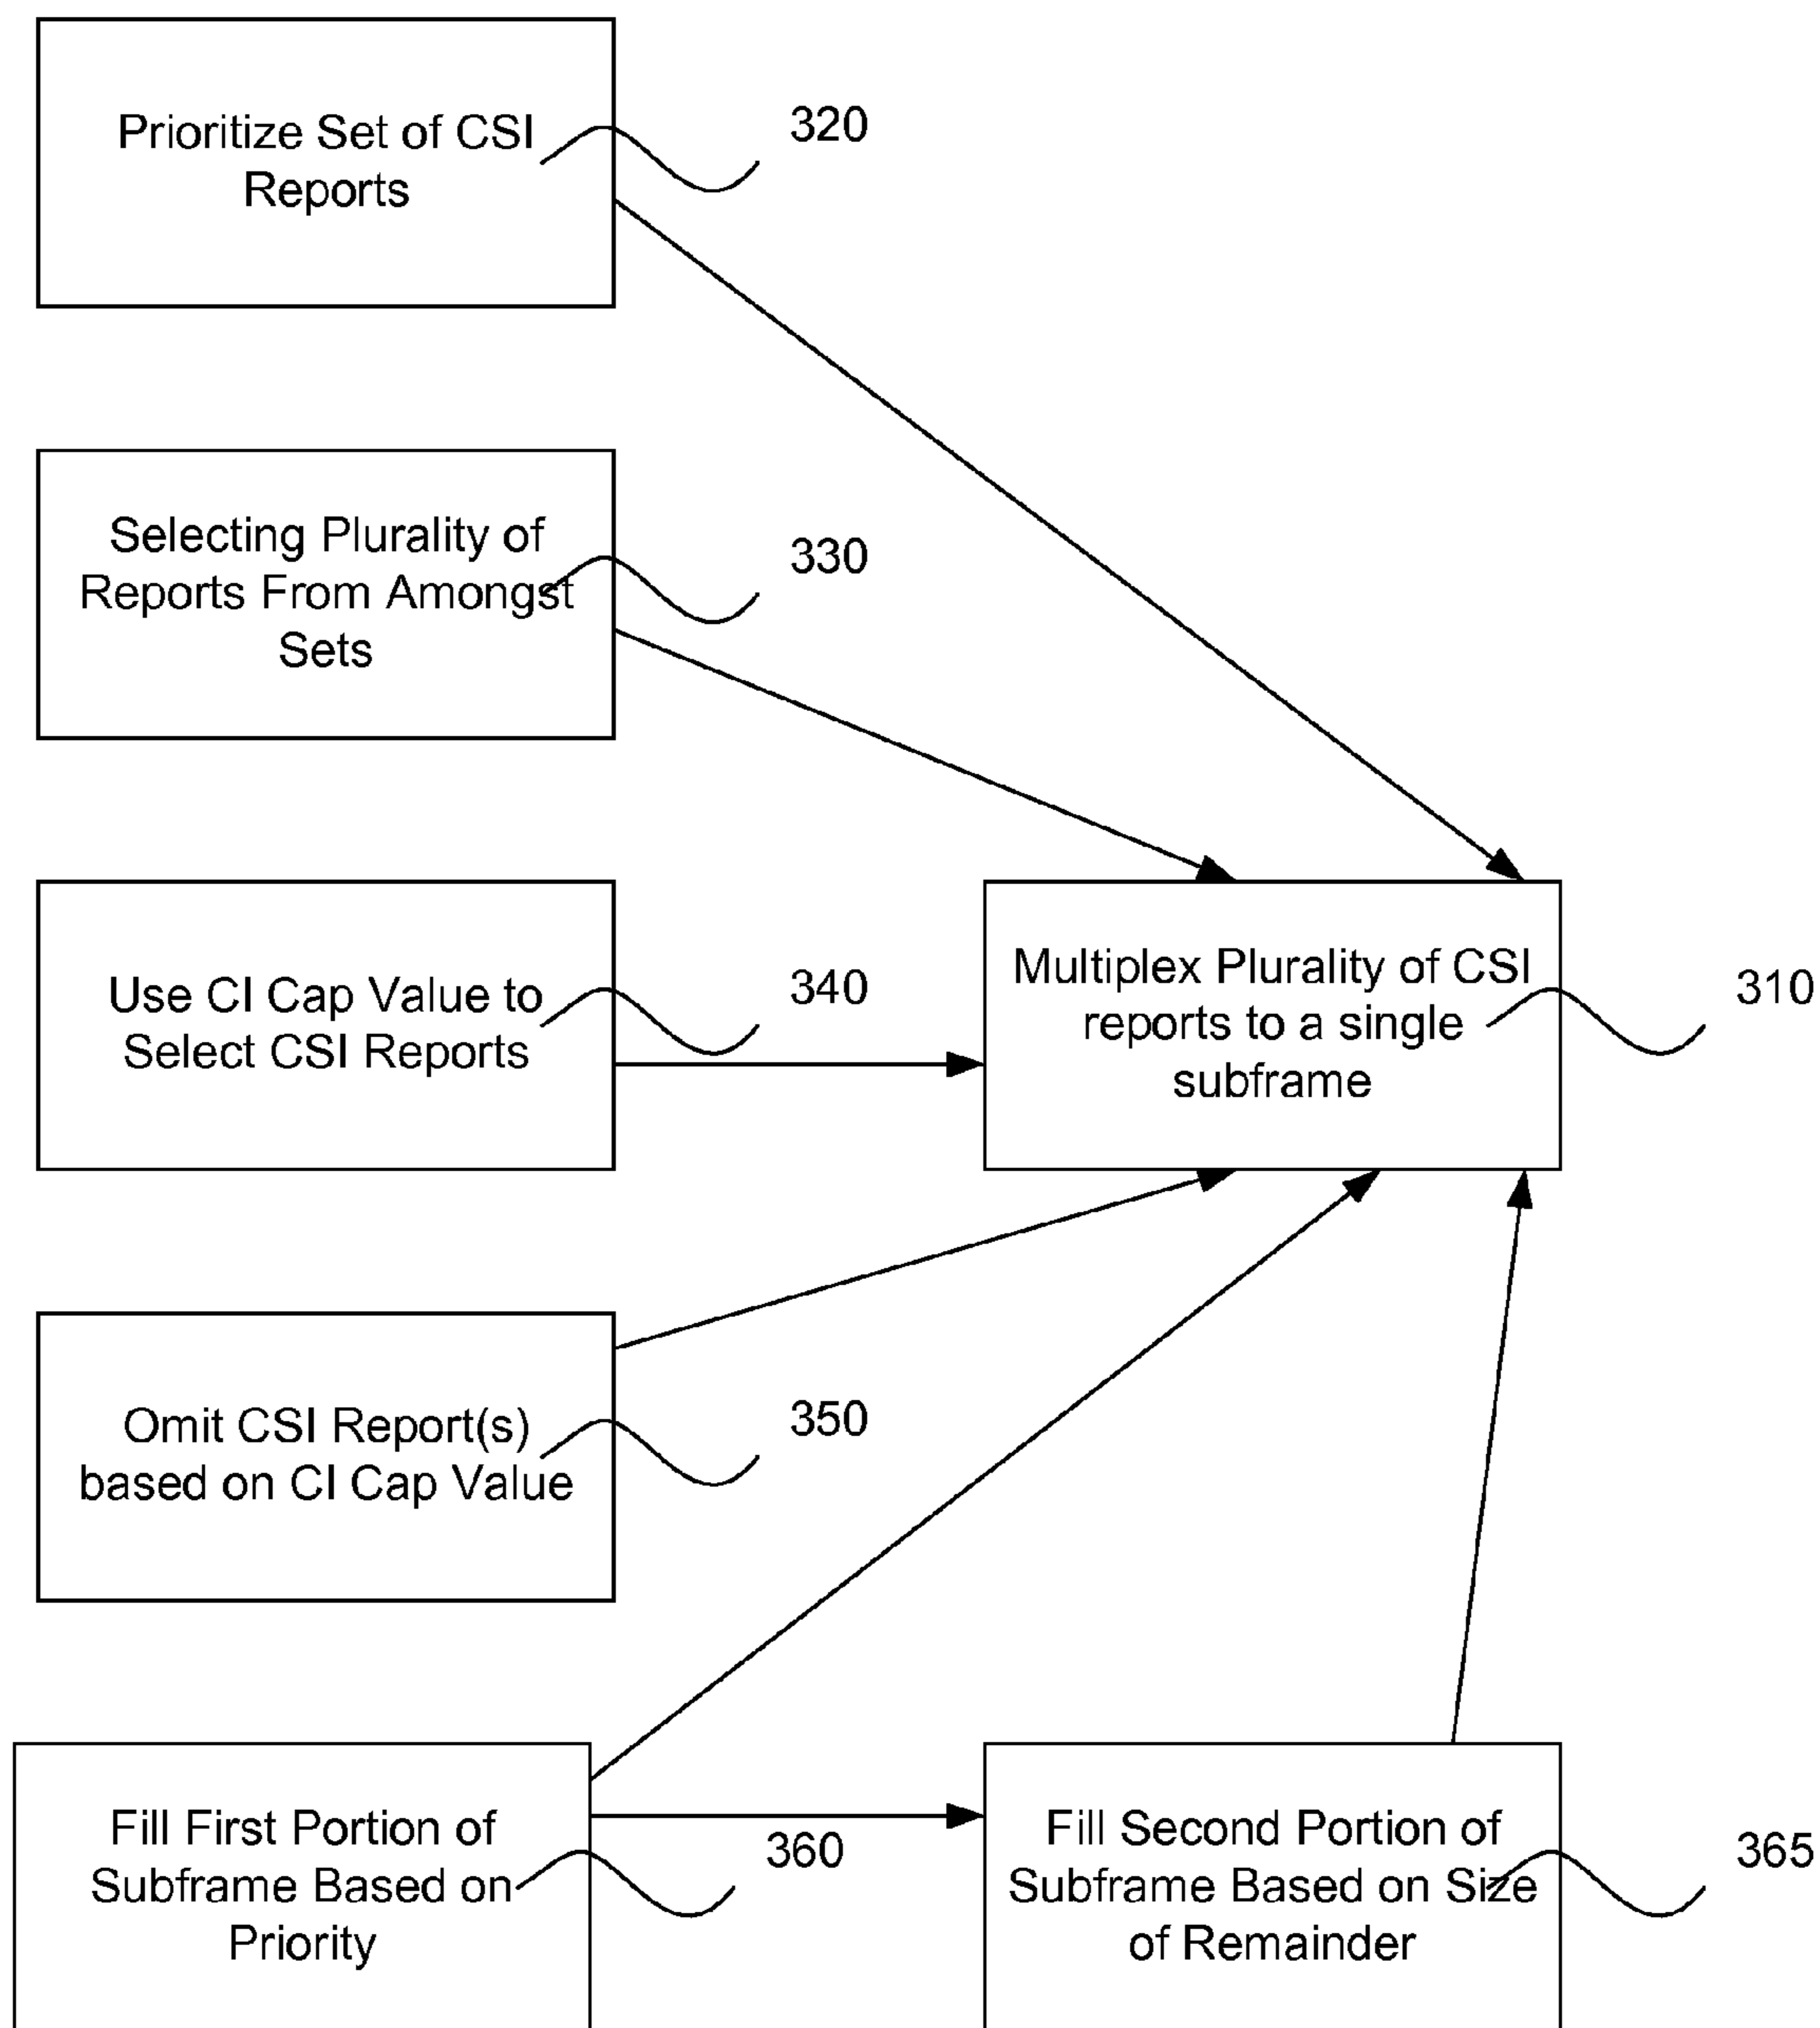 Prioritize Set of CSI
Reports
320
Selecting Plurality of
Reports From Amongst
Sets
330
Use CI Cap Value to
Select CSI Reports
340
Multiplex Plurality of CSI
reports to a single
subframe
310
Omit CSI Report(s)
based on CI Cap Value
350
Fill First Portion of
Subframe Based on
Priority
360
Fill Second Portion of
Subframe Based on Size
of Remainder
365